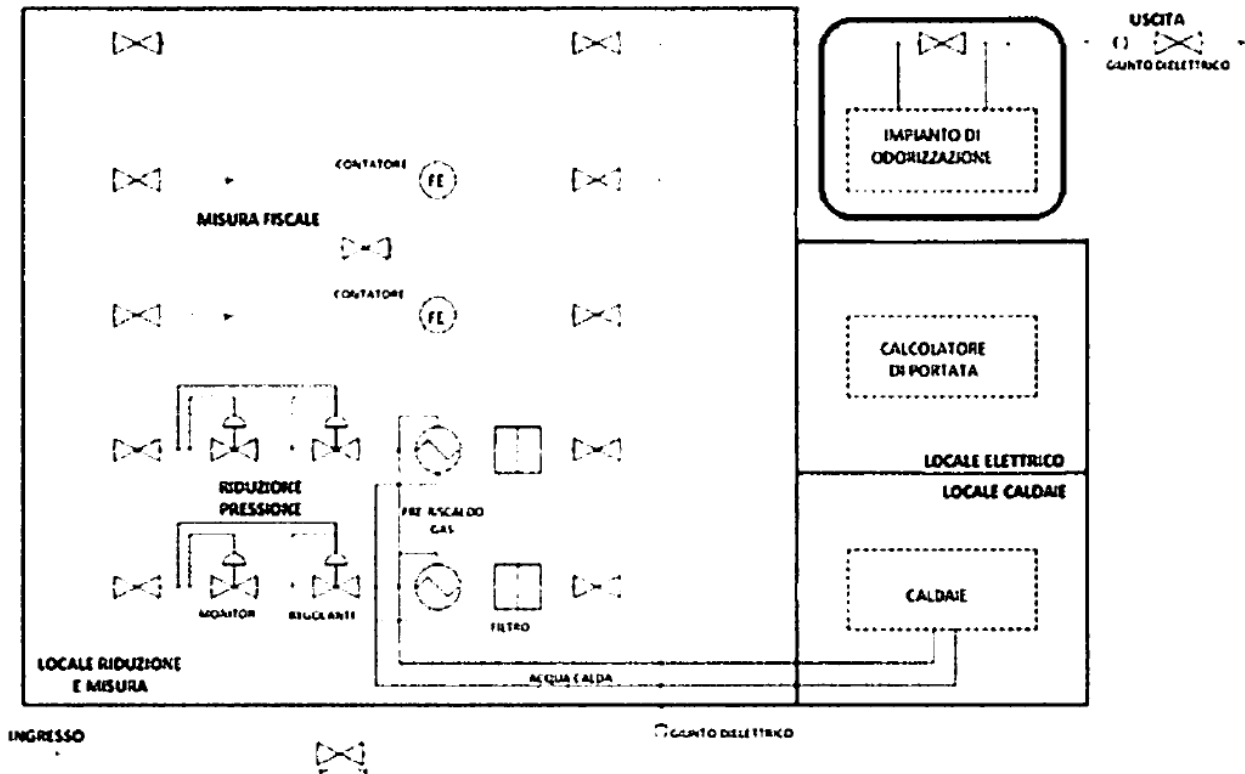 USCITA
GIUNTO DIELETTRICO
IMPIANTO DI
ODORIZZAZIONE
CONTATORE
FE
MISURA FISCALE
CONTATORE
FE
CALCOLATORE
DI PORTATA
LOCALE ELETTRICO
RIDUZIONE
PRESSIONE
PRE RISCALDO
GAS
LOCALE CALDAIE
CALDAIE
MONITOR
REGOLANTE
FILTRO
LOCALE RIDUZIONE
E MISURA
ACQUA CALDA
INGRESSO
GIUNTO DIELETTRICO